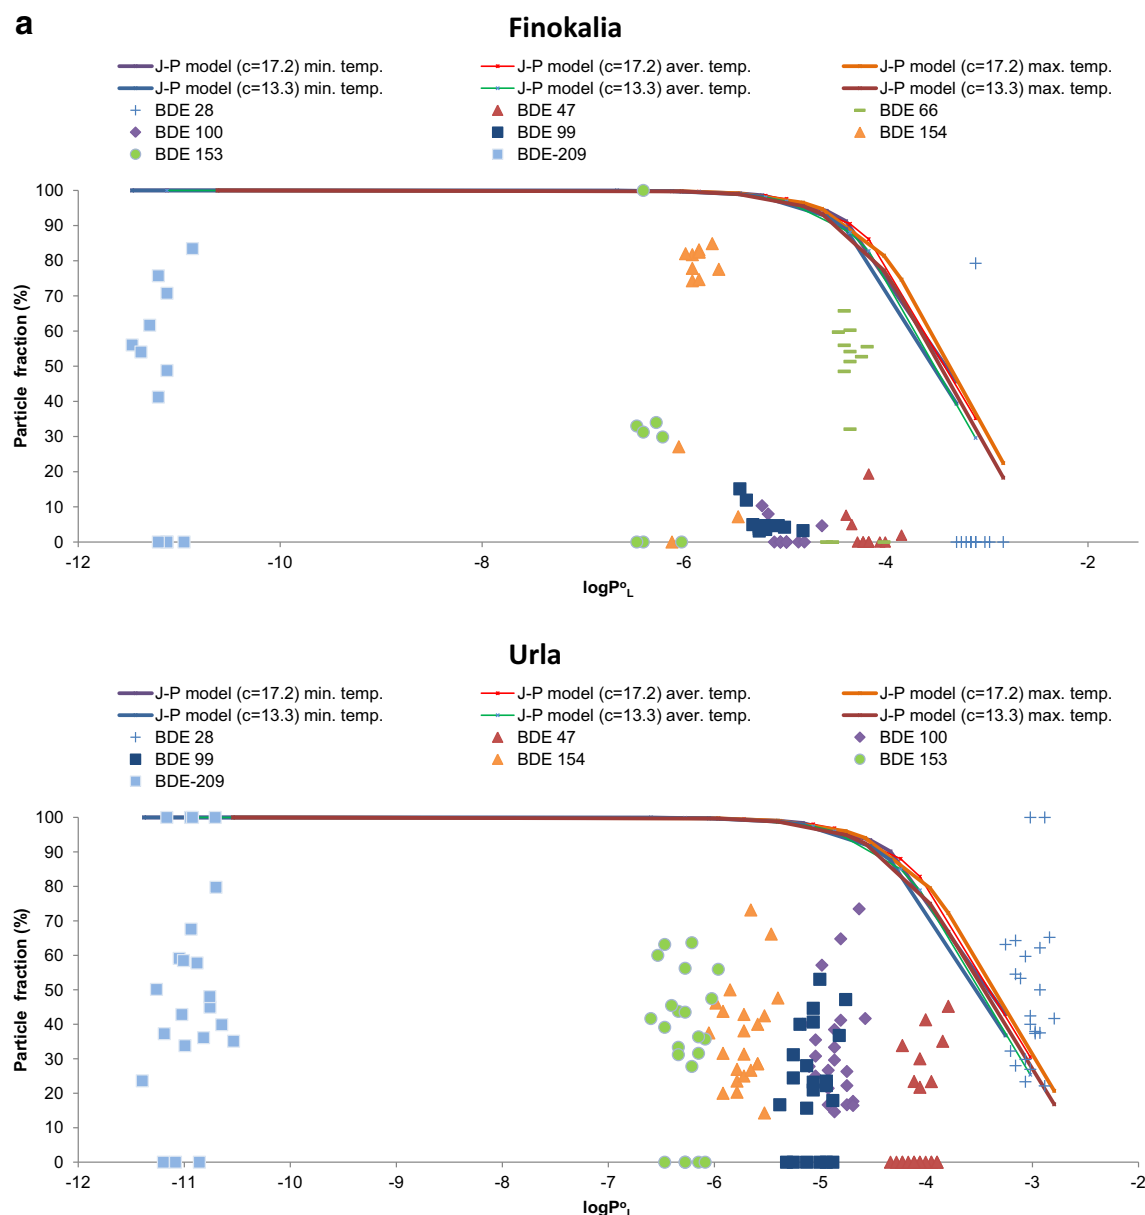 a
Finokalia
J-P model (c=17.2) min. temp. J-P model (c=17.2) aver. temp. J-P model (c=17.2) max. temp.
J-P model (c=13.3) min. temp. J-P model (c=13.3) aver. temp. J-P model (c=13.3) max. temp.
BDE 28 BDE 47 BDE 66
BDE 100 BDE 99 BDE 154
BDE 153 BDE-209
100
90
80
70
60
50
40
30
20
10
0
Particle fraction (%)
-12 -10 -8 -6 -4 -2
logP°L
Urla
J-P model (c=17.2) min. temp. J-P model (c=17.2) aver. temp. J-P model (c=17.2) max. temp.
J-P model (c=13.3) min. temp. J-P model (c=13.3) aver. temp. J-P model (c=13.3) max. temp.
BDE 28 BDE 47 BDE 100
BDE 99 BDE 154 BDE 153
BDE-209
100
90
80
70
60
50
40
30
20
10
0
Particle fraction (%)
-12 -11 -10 -9 -8 -7 -6 -5 -4 -3 -2
logP°L